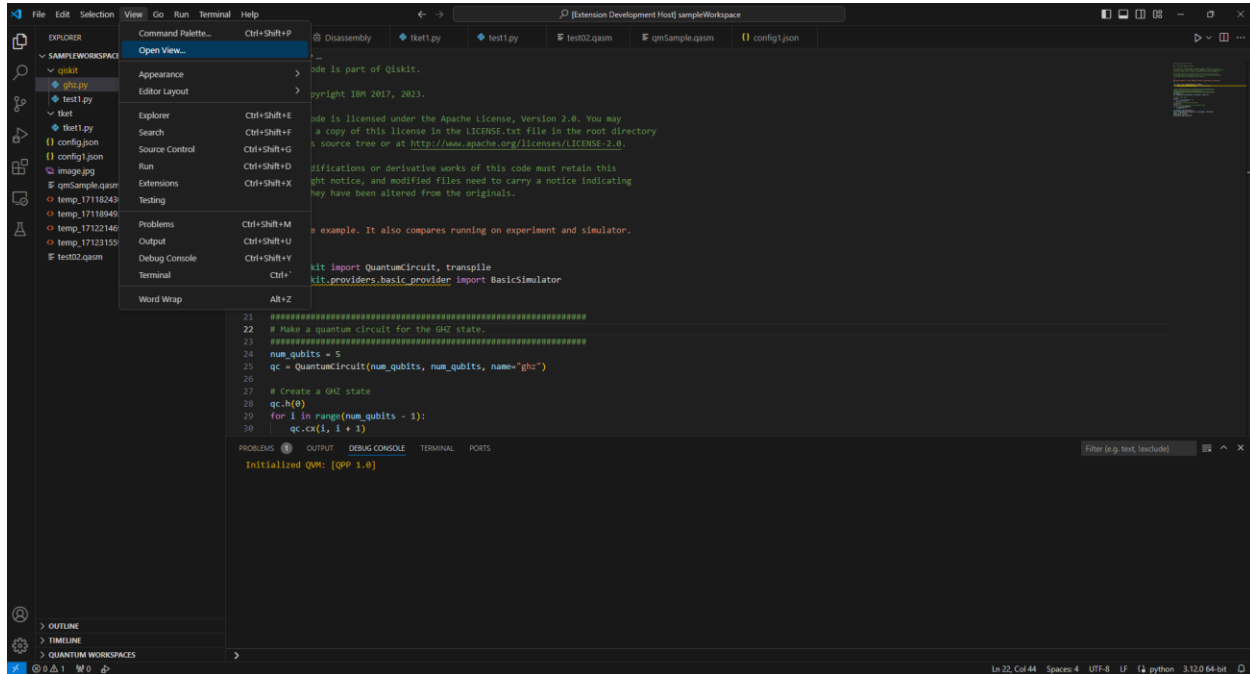 File Edit Selection View Go Run Terminal Help
[Extension Development Host] sampleWorkspace
EXPLORER
SAMPLEWORKSPACE
qiskit
ghz.py
test1.py
tket
tket1.py
config.json
config1.json
image.jpg
qmSample.qasm
temp_17118243
temp_17118949
temp_17122146
temp_17123155
test02.qasm
OUTLINE
TIMELINE
QUANTUM WORKSPACES
Command Palette... Ctrl+Shift+P
Open View...
Appearance
Editor Layout
Explorer Ctrl+Shift+E
Search Ctrl+Shift+F
Source Control Ctrl+Shift+G
Run Ctrl+Shift+D
Extensions Ctrl+Shift+X
Testing
Problems Ctrl+Shift+M
Output Ctrl+Shift+U
Debug Console Ctrl+Shift+Y
Terminal Ctrl+`
Word Wrap Alt+Z
Disassembly tket1.py test1.py test02.qasm qmSample.qasm config1.json
ode is part of Qiskit.
pyright IBM 2017, 2023.
ode is licensed under the Apache License, Version 2.0. You may
a copy of this license in the LICENSE.txt file in the root directory
s source tree or at http://www.apache.org/licenses/LICENSE-2.0.
difications or derivative works of this code must retain this
ght notice, and modified files need to carry a notice indicating
hey have been altered from the originals.
e example. It also compares running on experiment and simulator.
kit import QuantumCircuit, transpile
kit.providers.basic_provider import BasicSimulator
21 ##############################################################
22 # Make a quantum circuit for the GHZ state.
23 ##############################################################
24 num_qubits = 5
25 qc = QuantumCircuit(num_qubits, num_qubits, name="ghz")
26
27 # Create a GHZ state
28 qc.h(0)
29 for i in range(num_qubits - 1):
30 qc.cx(i, i + 1)
PROBLEMS 1 OUTPUT DEBUG CONSOLE TERMINAL PORTS
Filter (e.g. text, !exclude)
Initialized QVM: [QPP 1.0]
0 1 0
Ln 22, Col 44 Spaces: 4 UTF-8 LF python 3.12.0 64-bit